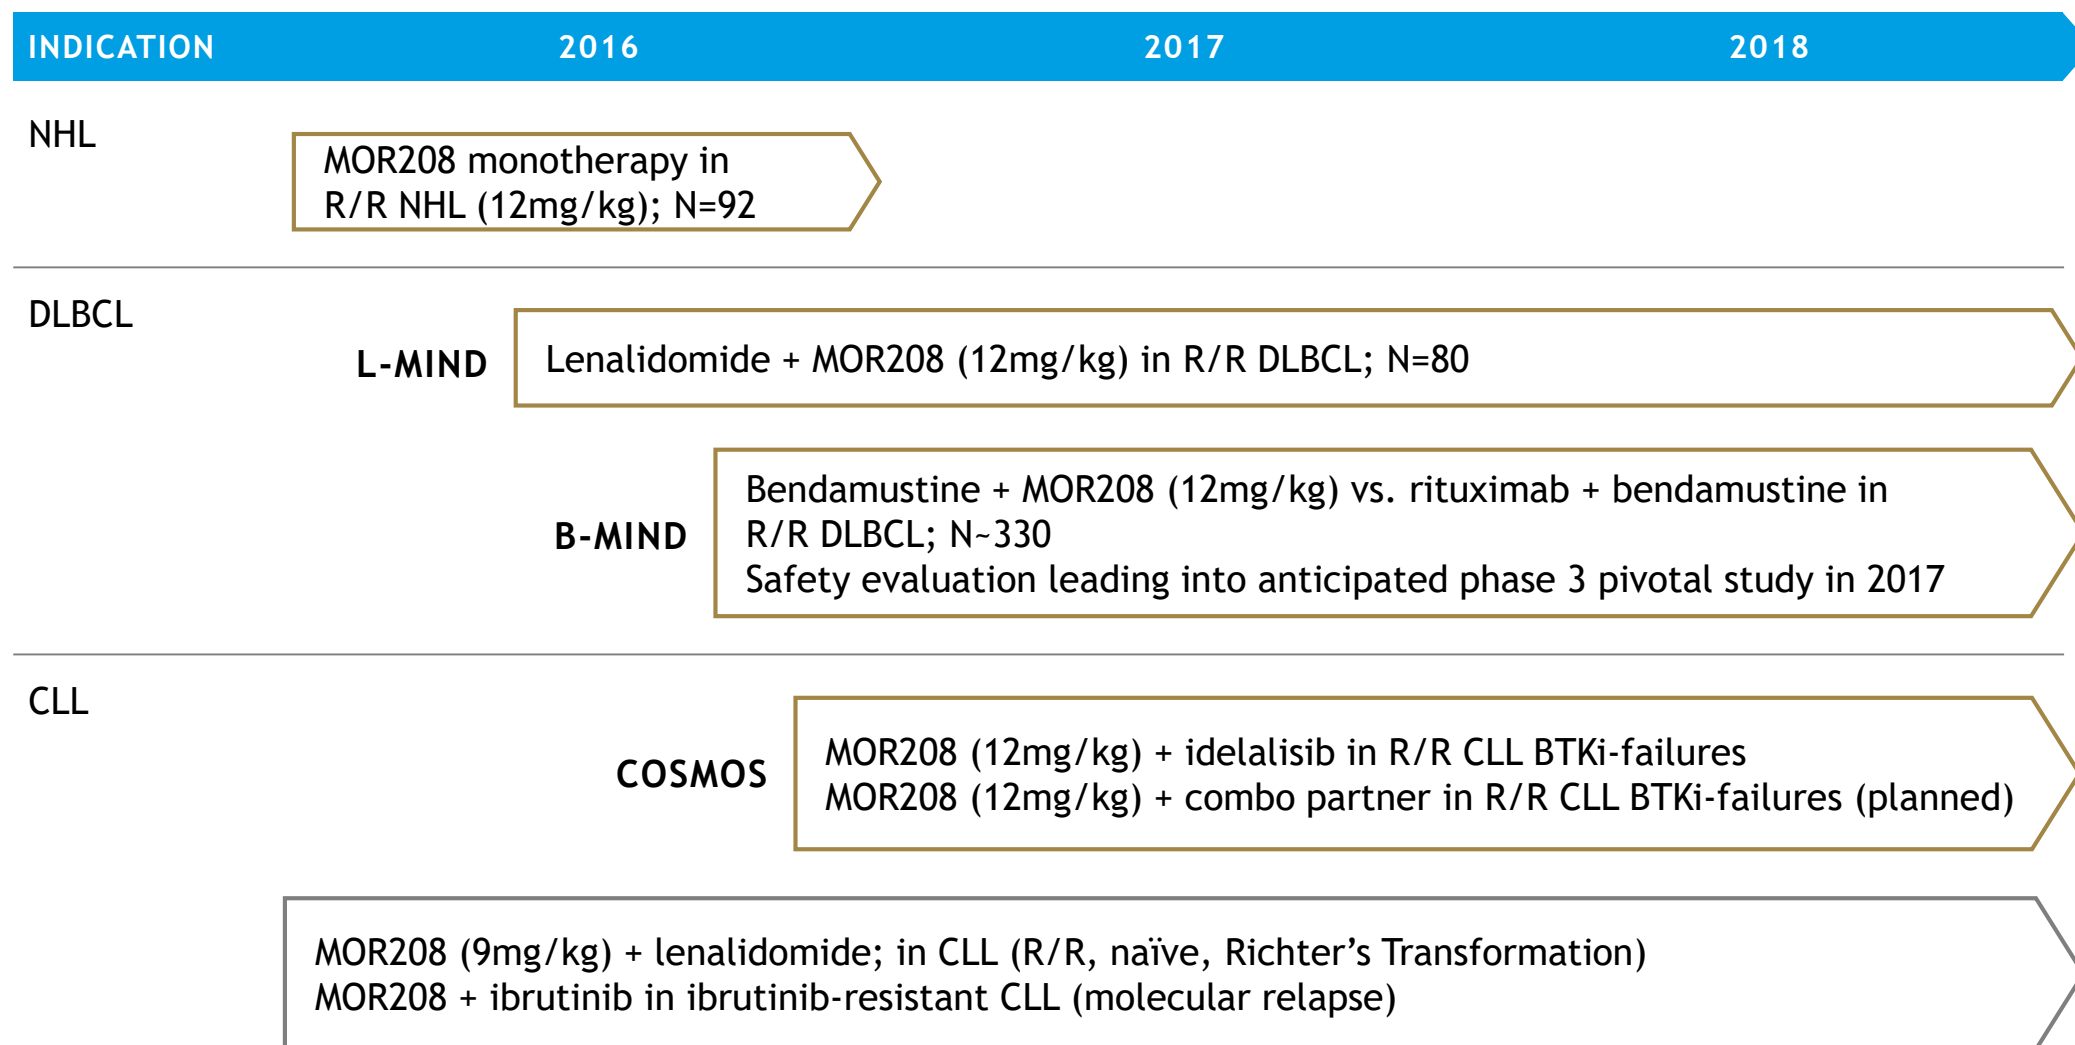 INDICATION 2016 2017 2018
NHL
MOR208 monotherapy in
R/R NHL (12mg/kg); N=92
DLBCL
L-MIND
Lenalidomide + MOR208 (12mg/kg) in R/R DLBCL; N=80
B-MIND
Bendamustine + MOR208 (12mg/kg) vs. rituximab + bendamustine in
R/R DLBCL; N~330
Safety evaluation leading into anticipated phase 3 pivotal study in 2017
CLL
COSMOS
MOR208 (12mg/kg) + idelalisib in R/R CLL BTKi-failures
MOR208 (12mg/kg) + combo partner in R/R CLL BTKi-failures (planned)
MOR208 (9mg/kg) + lenalidomide; in CLL (R/R, naïve, Richter’s Transformation)
MOR208 + ibrutinib in ibrutinib-resistant CLL (molecular relapse)